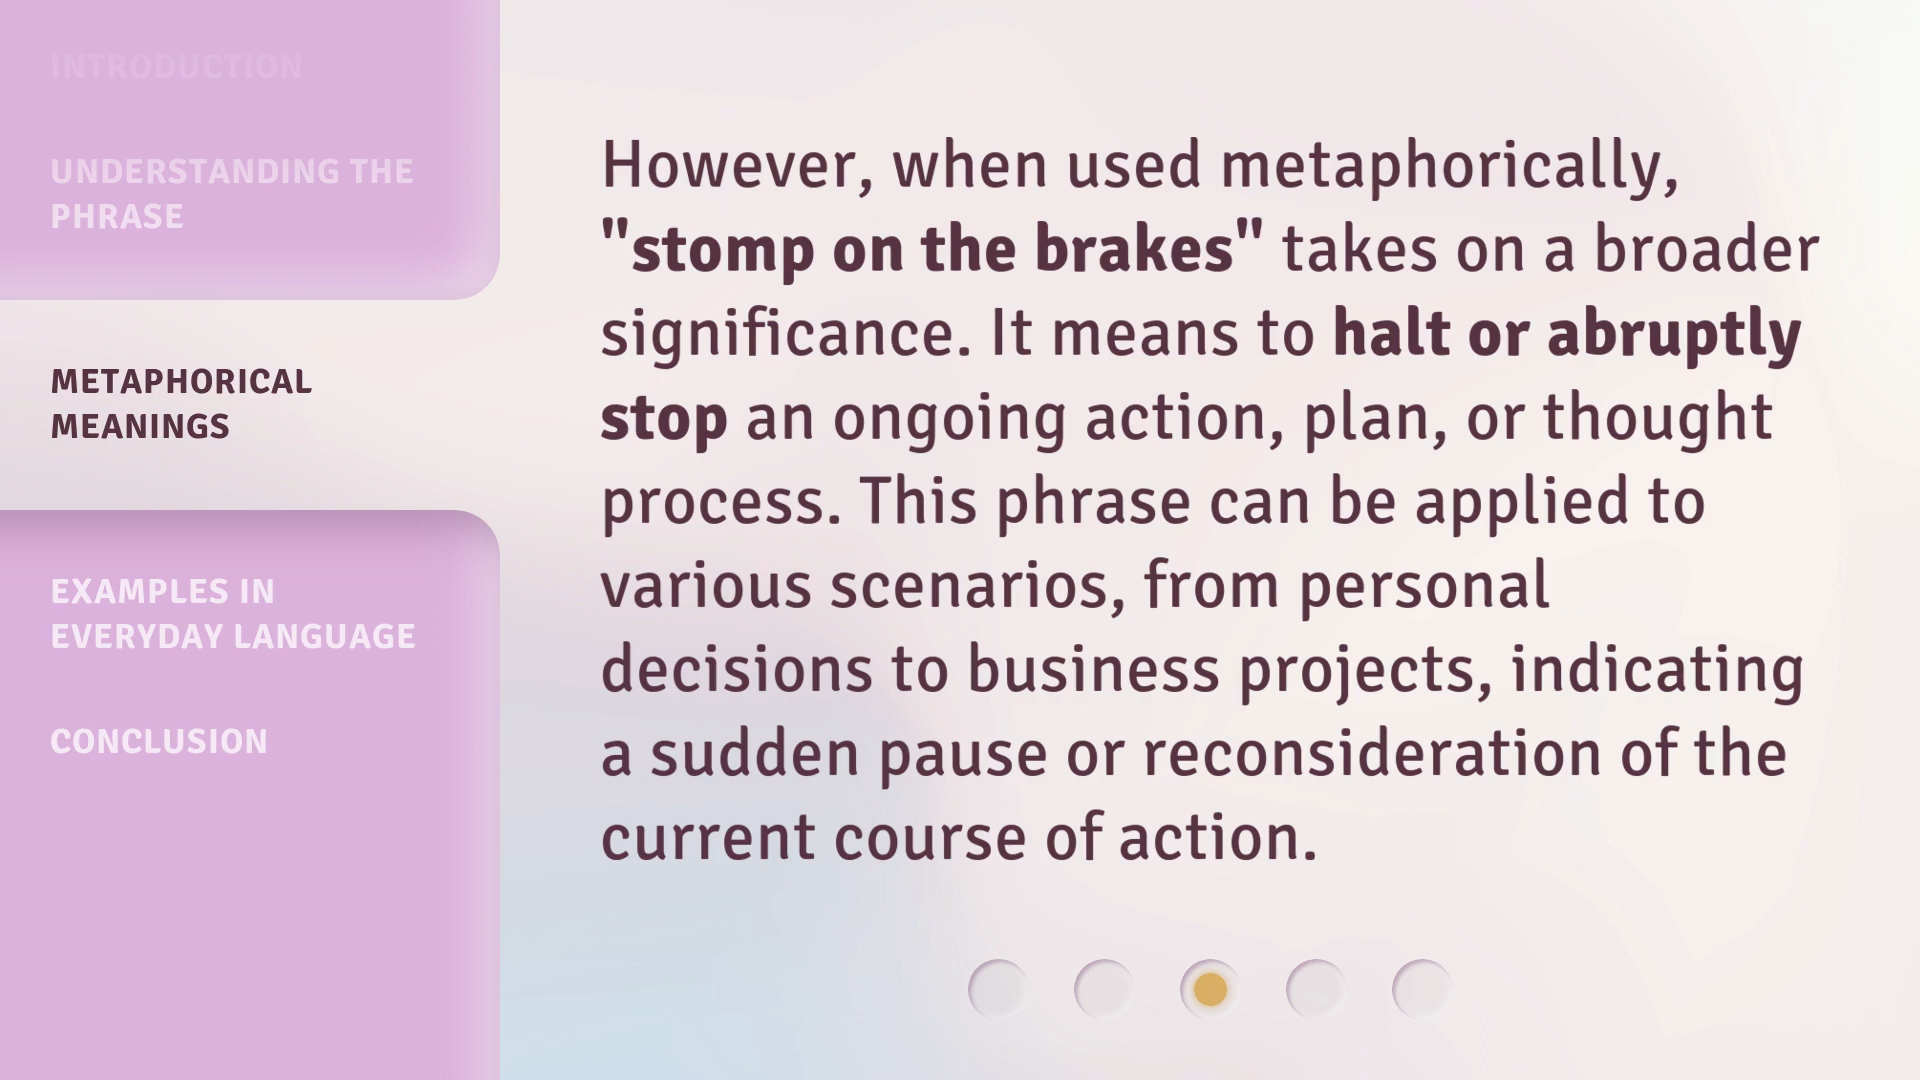 INTRODUCTION
UNDERSTANDING THE
PHRASE
METAPHORICAL
MEANINGS
EXAMPLES IN
EVERYDAY LANGUAGE
CONCLUSION
However, when used metaphorically,
"stomp on the brakes" takes on a broader
significance. It means to halt or abruptly
stop an ongoing action, plan, or thought
process. This phrase can be applied to
various scenarios, from personal
decisions to business projects, indicating
a sudden pause or reconsideration of the
current course of action.